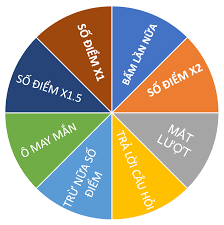 BẤM LẦN NỮA
SỐ ĐIỂM X2
MẤT
LƯỢT
TRẢ LỜI CÂU HỎI
TRỪ NỮA SỐ
ĐIỂM
Ô MAY MẮN
SỐ ĐIỂM X1.5
SỐ ĐIỂM X1